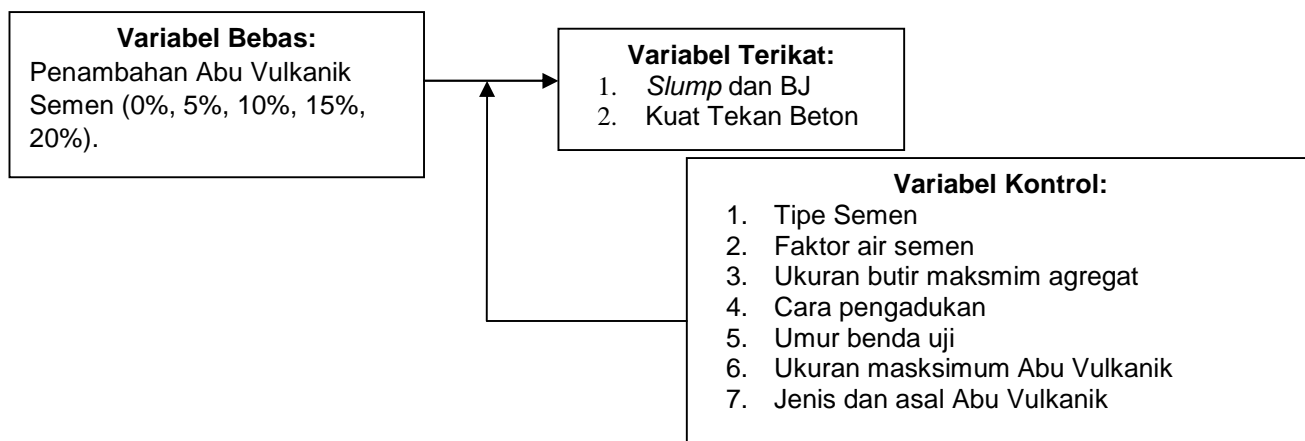 Variabel Bebas:
Penambahan Abu Vulkanik
Semen (0%, 5%, 10%, 15%,
20%).
Variabel Terikat:
1. Slump dan BJ
2. Kuat Tekan Beton
Variabel Kontrol:
1. Tipe Semen
2. Faktor air semen
3. Ukuran butir maksmim agregat
4. Cara pengadukan
5. Umur benda uji
6. Ukuran masksimum Abu Vulkanik
7. Jenis dan asal Abu Vulkanik